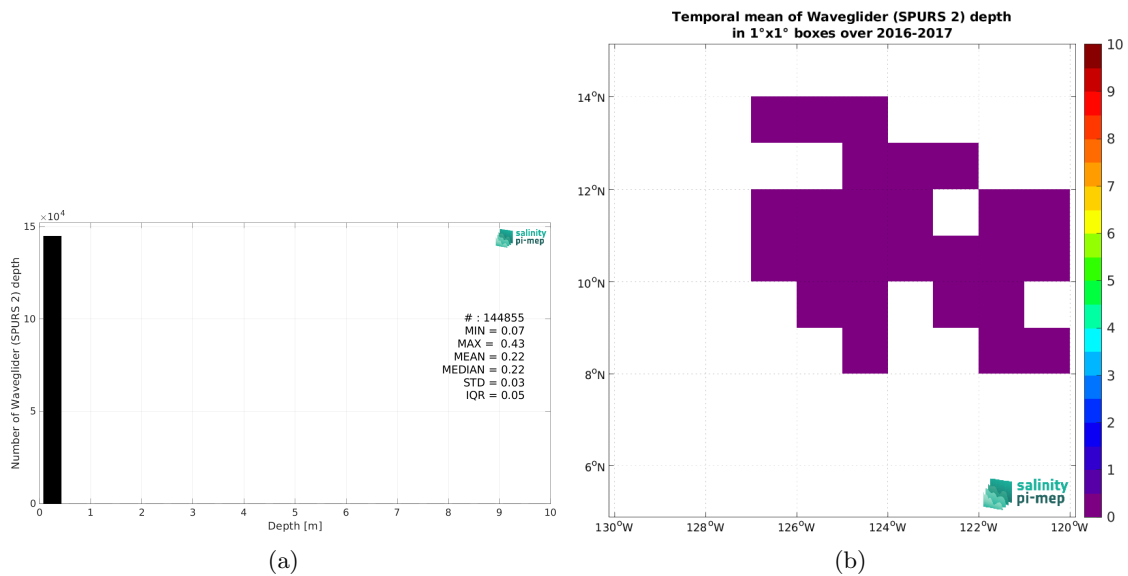 ×10⁴
15
10
5
0
Number of Waveglider (SPURS 2) depth
salinity
pi-mep
# : 144855
MIN = 0.07
MAX = 0.43
MEAN = 0.22
MEDIAN = 0.22
STD = 0.03
IQR = 0.05
0 1 2 3 4 5 6 7 8 9 10
Depth [m]
(a)
Temporal mean of Waveglider (SPURS 2) depth
in 1°x1° boxes over 2016-2017
14°N
12°N
10°N
8°N
6°N
130°W 128°W 126°W 124°W 122°W 120°W
salinity
pi-mep
10
9
8
7
6
5
4
3
2
1
0
(b)